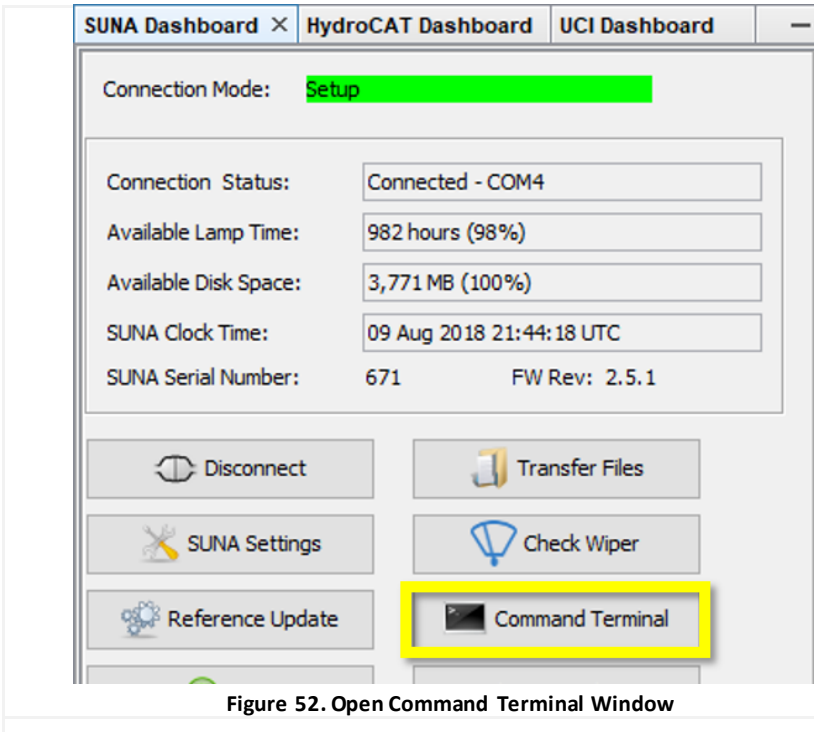 SUNA Dashboard × HydroCAT Dashboard UCI Dashboard
Connection Mode: Setup
Connection Status: Connected - COM4
Available Lamp Time: 982 hours (98%)
Available Disk Space: 3,771 MB (100%)
SUNA Clock Time: 09 Aug 2018 21:44:18 UTC
SUNA Serial Number: 671 FW Rev: 2.5.1
Disconnect Transfer Files
SUNA Settings Check Wiper
Reference Update Command Terminal
Figure 52. Open Command Terminal Window